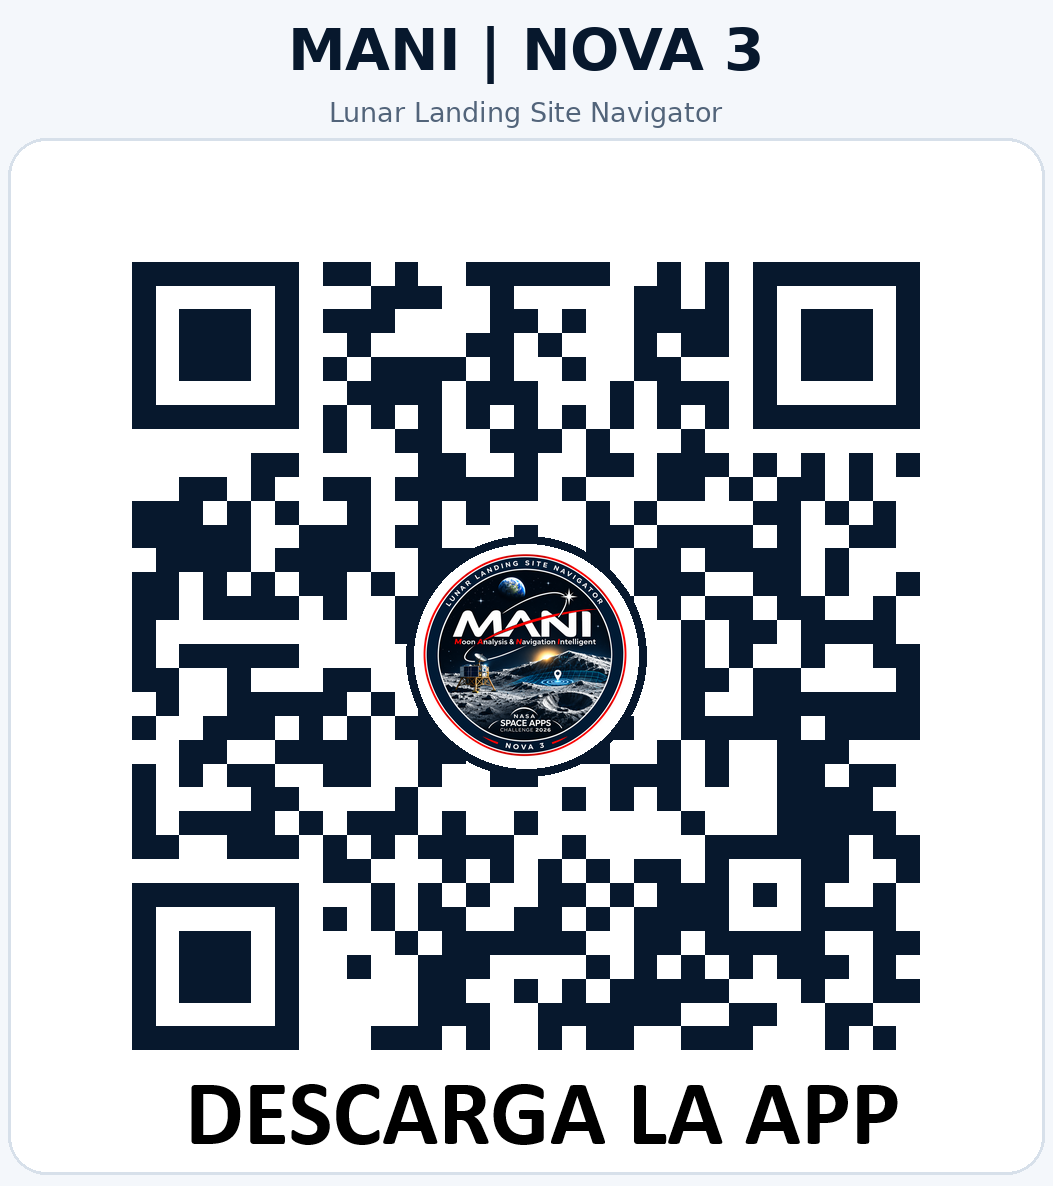 MANI | NOVA 3
Lunar Landing Site Navigator
LUNAR LANDING SITE NAVIGATOR
MANI
Moon Analysis & Navigation Intelligent
NASA
SPACE APPS
CHALLENGE 2026
NOVA 3
DESCARGA LA APP